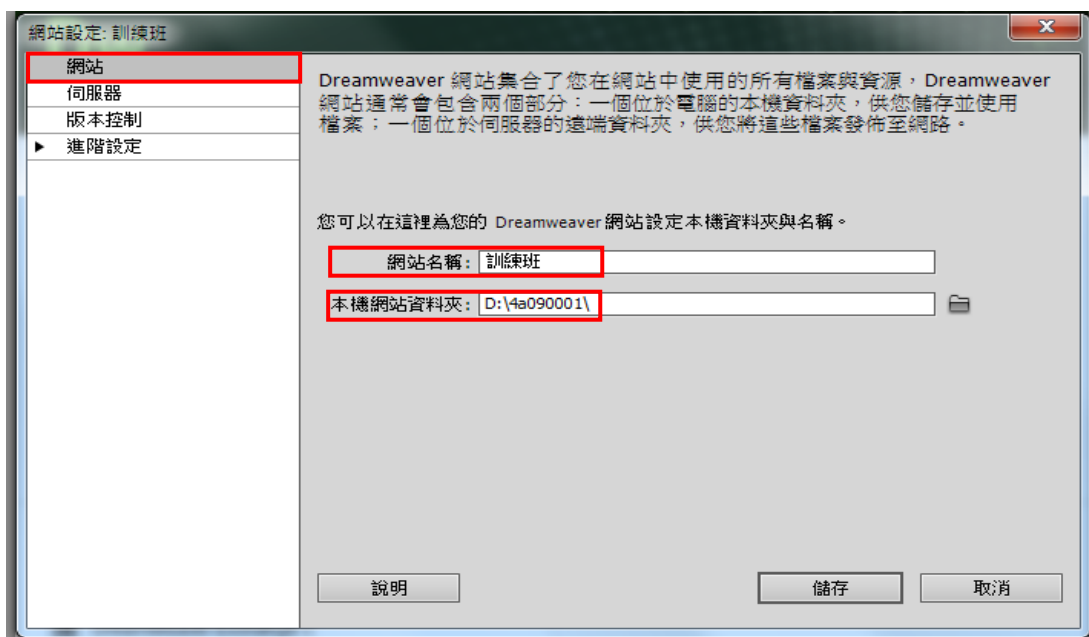 網站設定: 訓練班
網站
伺服器
版本控制
進階設定
Dreamweaver 網站集合了您在網站中使用的所有檔案與資源，Dreamweaver
網站通常會包含兩個部分：一個位於電腦的本機資料夾，供您儲存並使用
檔案；一個位於伺服器的遠端資料夾，供您將這些檔案發佈至網路。
您可以在這裡為您的 Dreamweaver 網站設定本機資料夾與名稱。
網站名稱: 訓練班
本機網站資料夾: D:\4a090001\
說明 儲存 取消